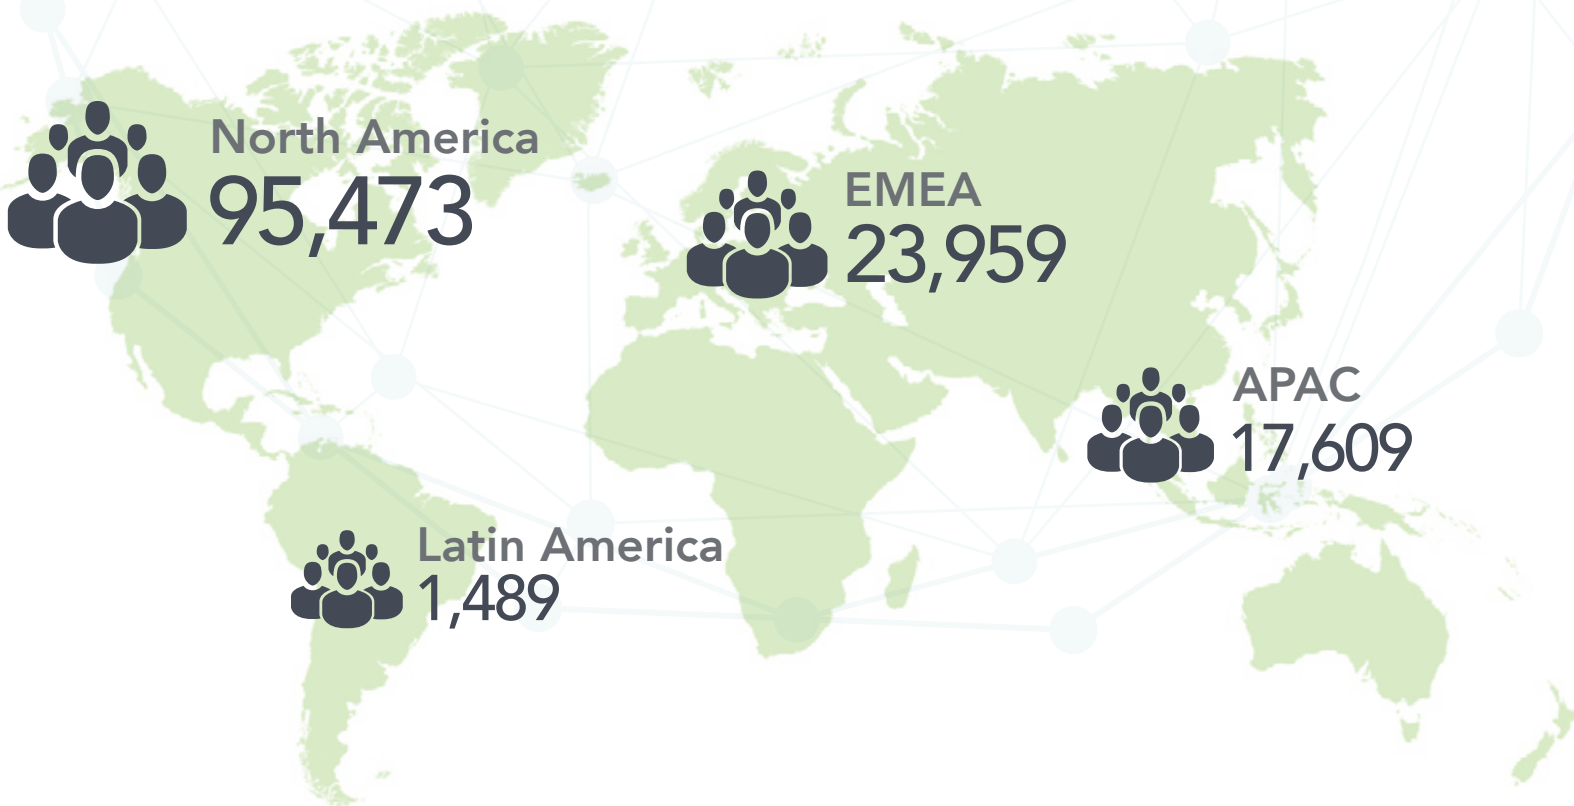 North America
95,473
EMEA
23,959
APAC
17,609
Latin America
1,489